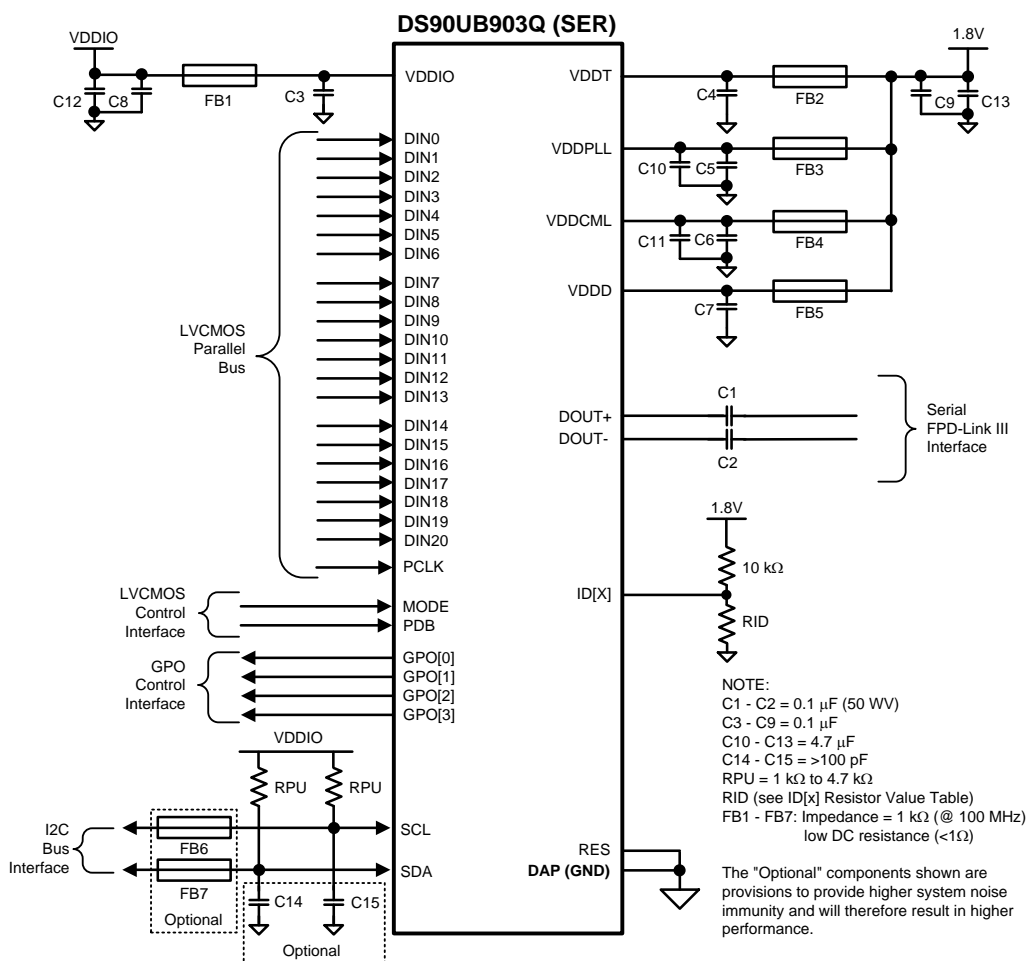 DS90UB903Q (SER)
VDDIO
C12
C8
FB1
C3
VDDIO
DIN0
DIN1
DIN2
DIN3
DIN4
DIN5
DIN6
DIN7
DIN8
DIN9
DIN10
DIN11
DIN12
DIN13
DIN14
DIN15
DIN16
DIN17
DIN18
DIN19
DIN20
PCLK
LVCMOS
Parallel
Bus
LVCMOS
Control
Interface
MODE
PDB
GPO
Control
Interface
GPO[0]
GPO[1]
GPO[2]
GPO[3]
VDDIO
RPU
RPU
I2C
Bus
Interface
FB6
FB7
Optional
SCL
SDA
C14
C15
Optional
1.8V
VDDT
C4
FB2
C9
C13
VDDPLL
C10
C5
FB3
VDDCML
C11
C6
FB4
VDDD
C7
FB5
DOUT+
DOUT-
C1
C2
Serial
FPD-Link III
Interface
1.8V
10 kΩ
ID[X]
RID
RES
DAP (GND)
NOTE:
C1 - C2 = 0.1 μF (50 WV)
C3 - C9 = 0.1 μF
C10 - C13 = 4.7 μF
C14 - C15 = >100 pF
RPU = 1 kΩ to 4.7 kΩ
RID (see ID[x] Resistor Value Table)
FB1 - FB7: Impedance = 1 kΩ (@ 100 MHz)
low DC resistance (<1Ω)
The "Optional" components shown are
provisions to provide higher system noise
immunity and will therefore result in higher
performance.